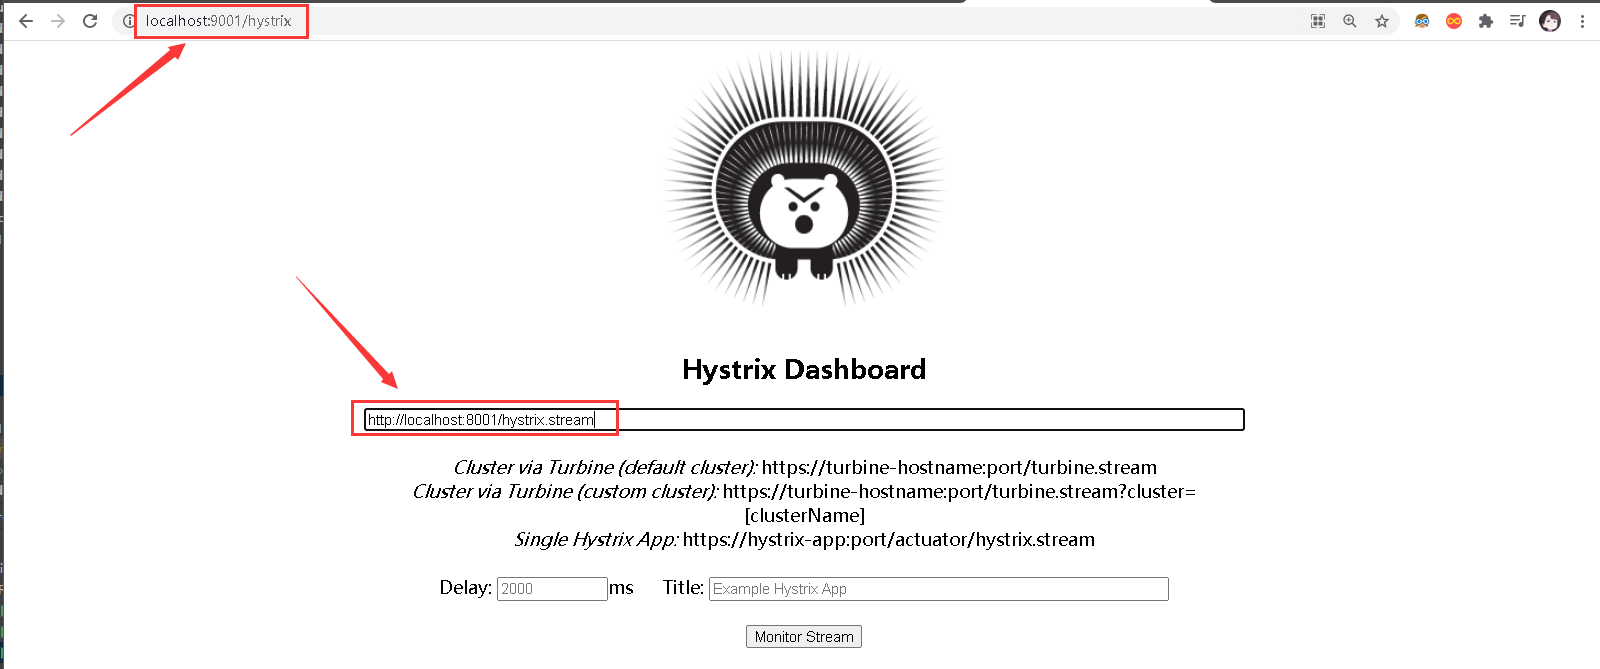 localhost:9001/hystrix
Hystrix Dashboard
http://localhost:8001/hystrix.stream
Cluster via Turbine (default cluster): https://turbine-hostname:port/turbine.stream
Cluster via Turbine (custom cluster): https://turbine-hostname:port/turbine.stream?cluster=
[clusterName]
Single Hystrix App: https://hystrix-app:port/actuator/hystrix.stream
Delay: 2000 ms Title: Example Hystrix App
Monitor Stream